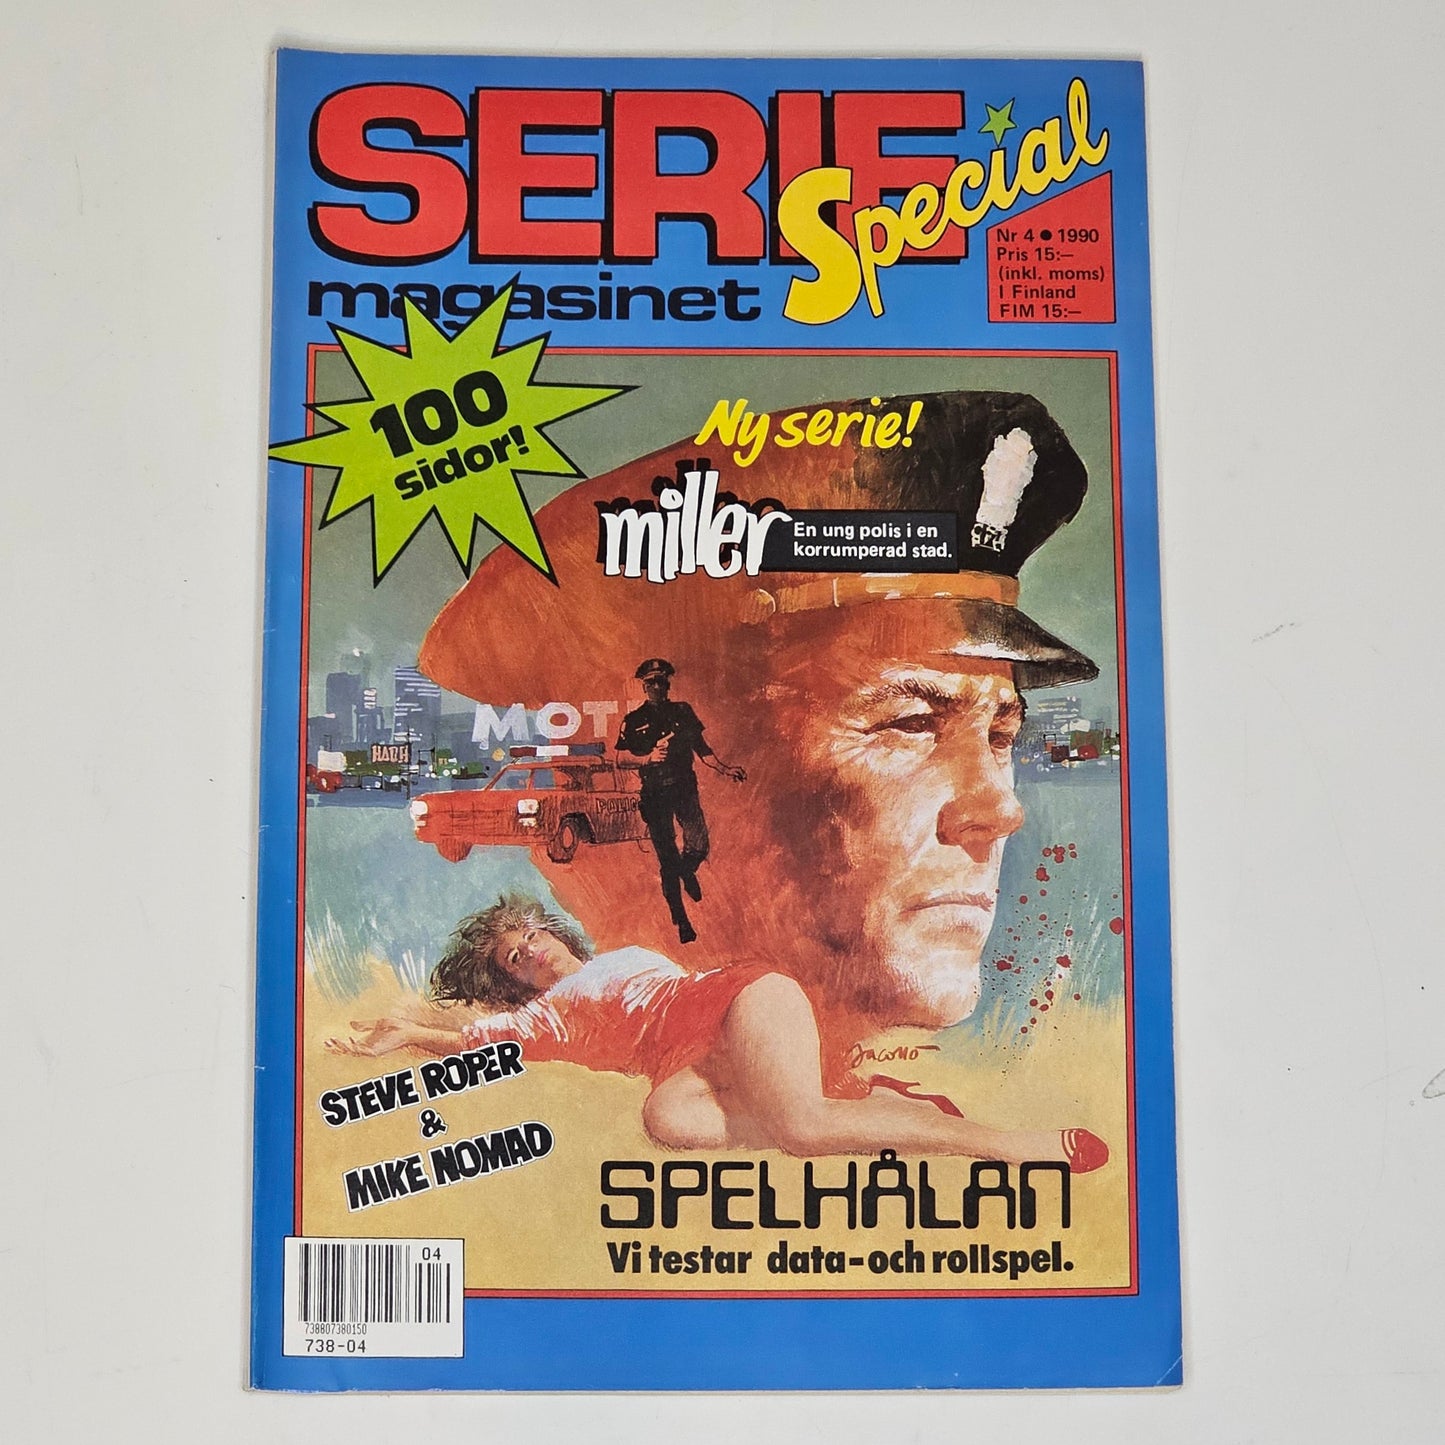 SERIE
Special
magasinet
Nr 4 ● 1990
Pris 15:—
(inkl. moms)
I Finland
FIM 15:—
100
sidor!
Ny serie!
miller
En ung polis i en
korrumperad stad.
MOT
STEVE ROPER
&
MIKE NOMAD
SPELHÅLAN
Vi testar data-och rollspel.
04
738807380150
738-04